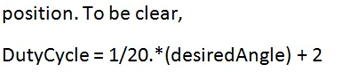 position. To be clear,
DutyCycle = 1/20.*(desiredAngle) + 2